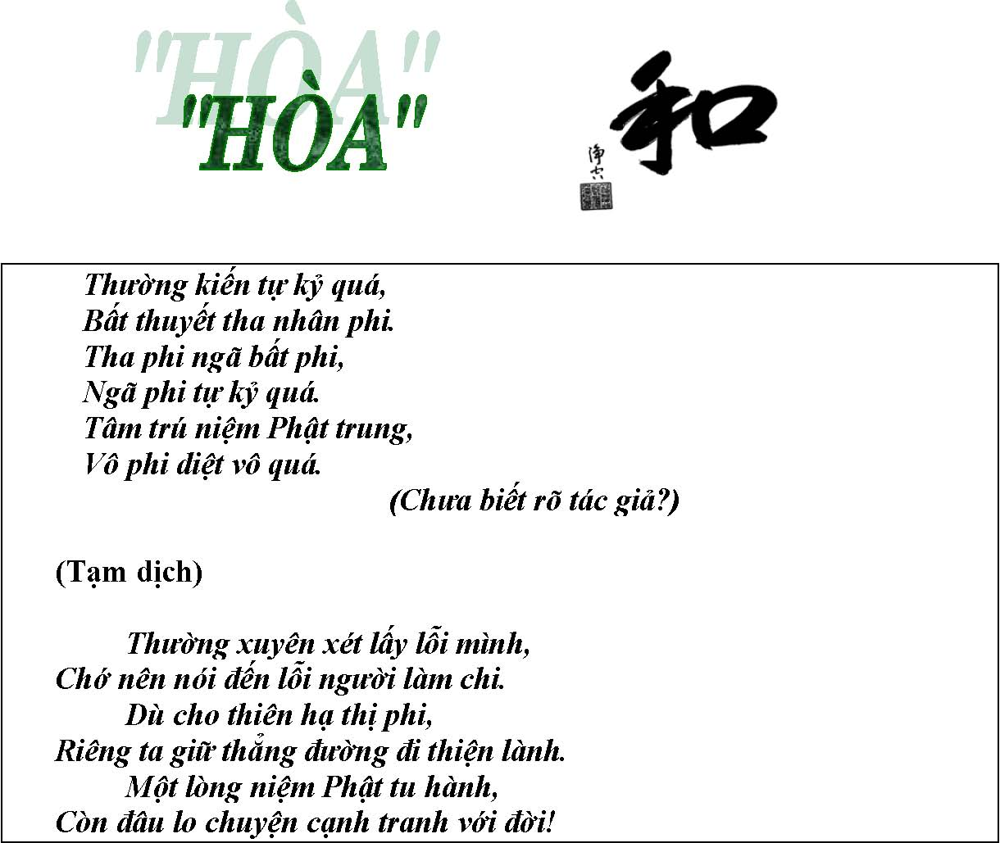 "HÒA"
"HÒA"
和
淨空
Thường kiến tự kỷ quá,
Bất thuyết tha nhân phi.
Tha phi ngã bất phi,
Ngã phi tự kỷ quá.
Tâm trú niệm Phật trung,
Vô phi diệt vô quá.
(Chưa biết rõ tác giả?)
(Tạm dịch)
Thường xuyên xét lấy lỗi mình,
Chớ nên nói đến lỗi người làm chi.
Dù cho thiên hạ thị phi,
Riêng ta giữ thẳng đường đi thiện lành.
Một lòng niệm Phật tu hành,
Còn đâu lo chuyện cạnh tranh với đời!